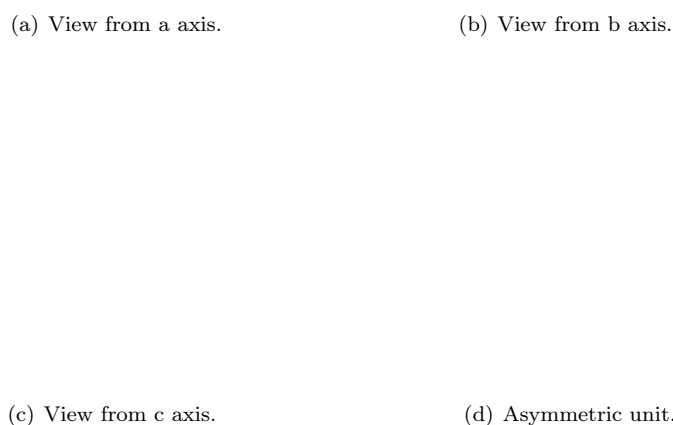 (a) View from a axis.
(b) View from b axis.
(c) View from c axis.
(d) Asymmetric unit.